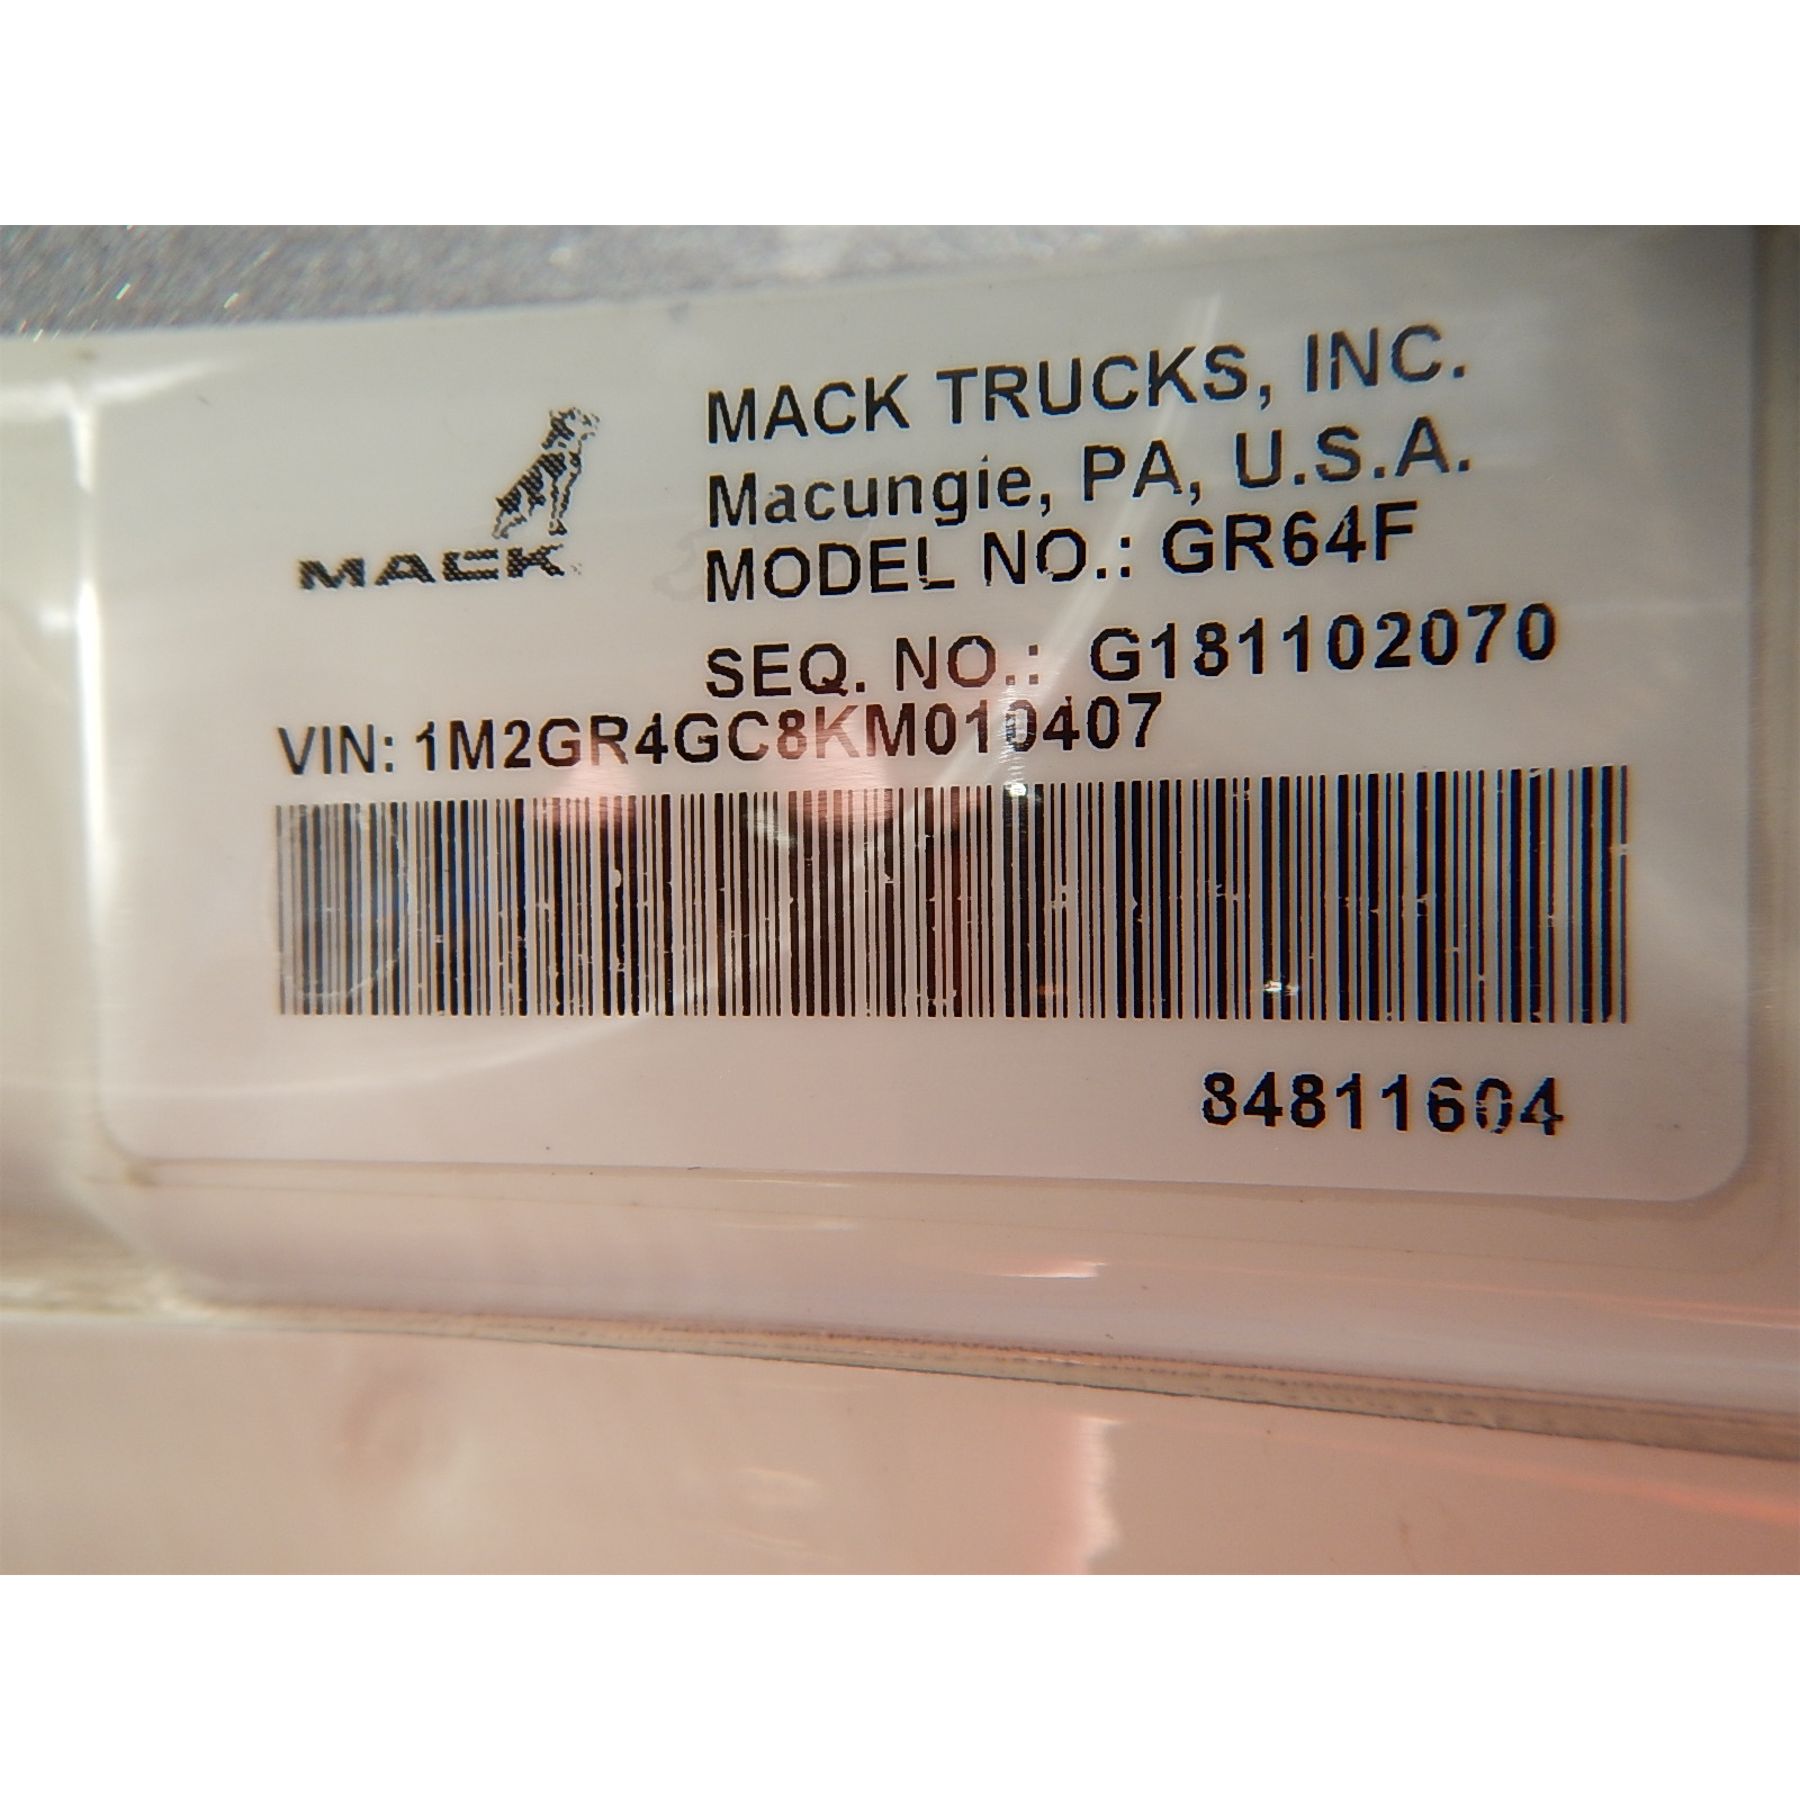 MACK
MACK TRUCKS, INC.
Macungie, PA, U.S.A.
MODEL NO.: GR64F
SEQ. NO.: G181102070
VIN: 1M2GR4GC8KM010407
84811604